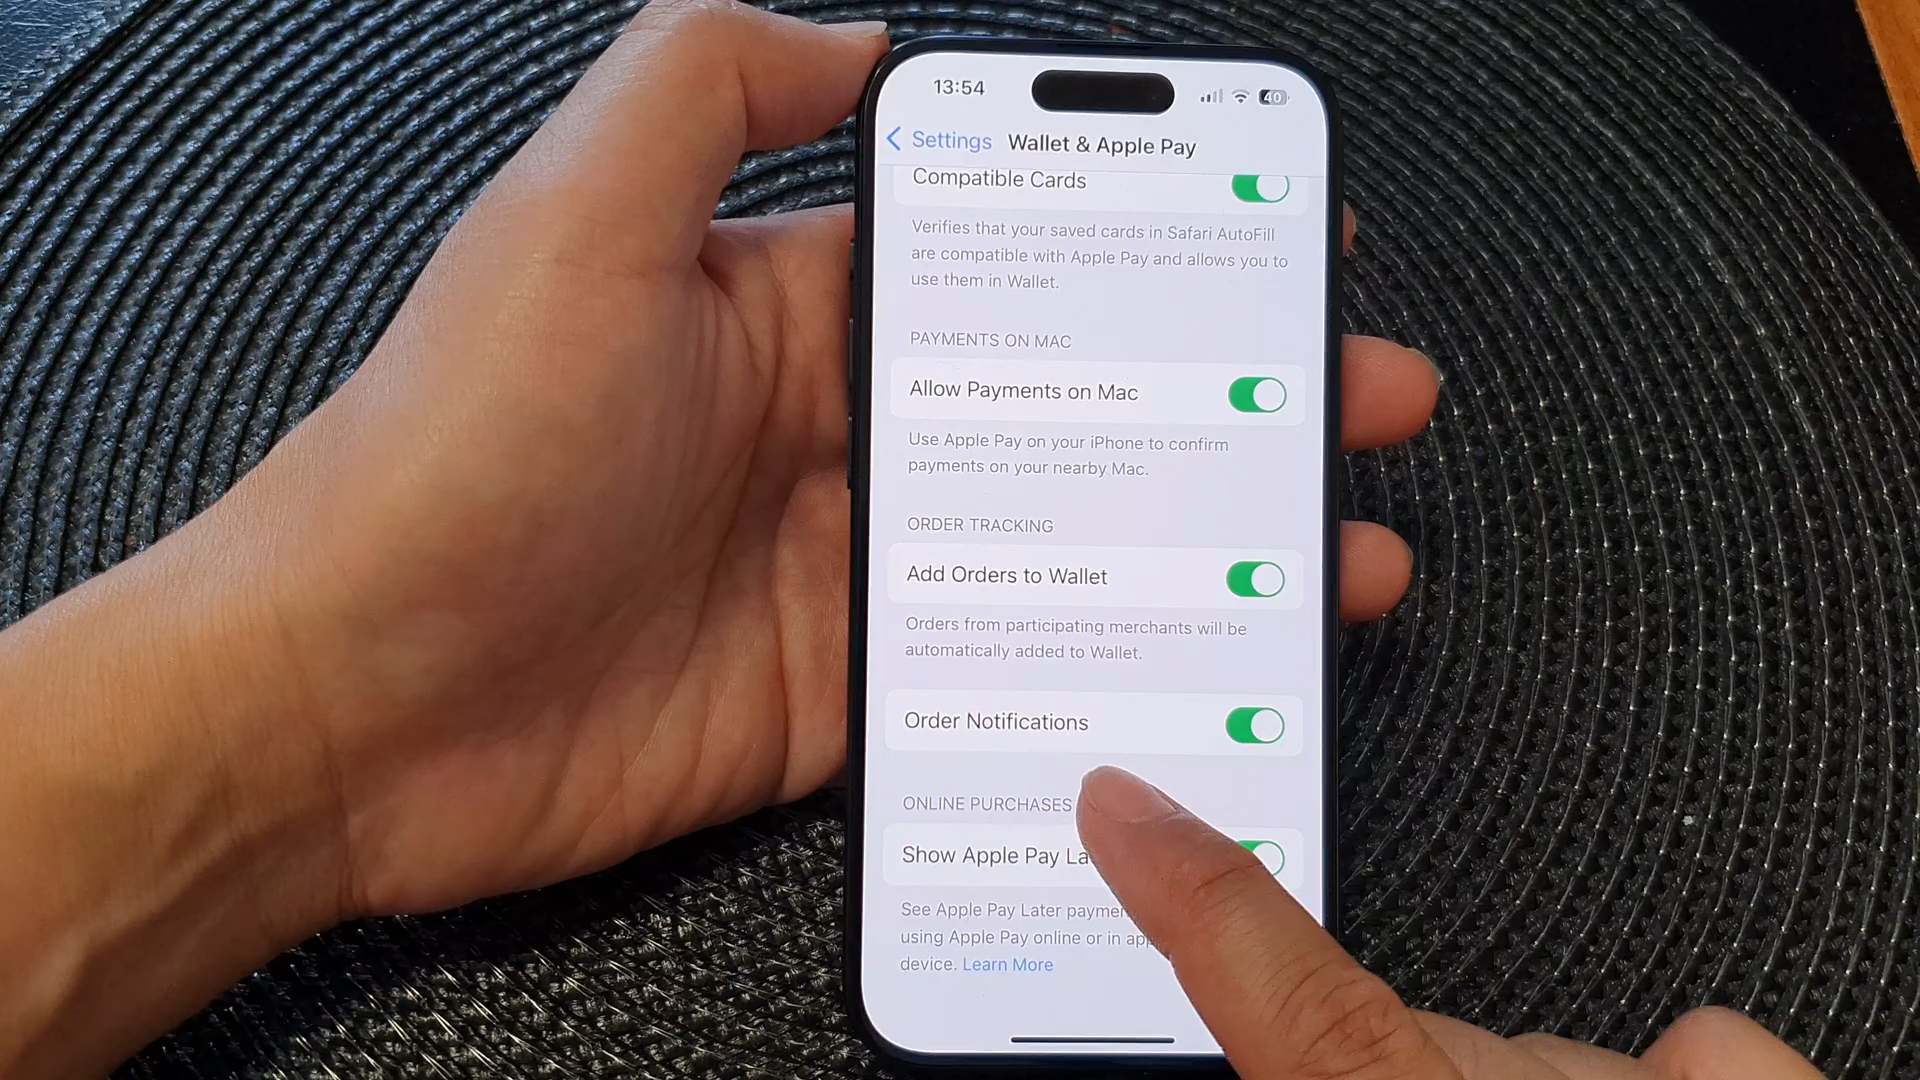 13:54
40
Settings Wallet & Apple Pay
Compatible Cards
Verifies that your saved cards in Safari AutoFill
are compatible with Apple Pay and allows you to
use them in Wallet.
PAYMENTS ON MAC
Allow Payments on Mac
Use Apple Pay on your iPhone to confirm
payments on your nearby Mac.
ORDER TRACKING
Add Orders to Wallet
Orders from participating merchants will be
automatically added to Wallet.
Order Notifications
ONLINE PURCHASES
Show Apple Pay La
See Apple Pay Later
using Apple Pay online or in
device. Learn More